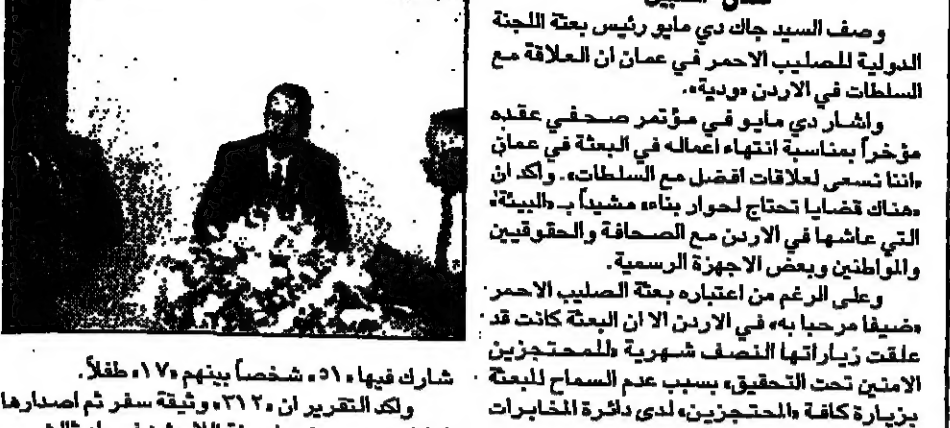 وصف السيد جاك دي مايو رئيس بعثة اللجنة
الدولية للصليب الاحمر في عمان ان العلاقة مع
السلطات في الاردن «ودية».
واشار دي مايو في مؤتمر صحفي عقده
مؤخراً بمناسبة انتهاء اعماله في البعثة في عمان
«اننا نسعى لعلاقات افضل مع السلطات». واكد ان
«هناك قضايا تحتاج لحوار بناء» مشيداً بـ «البيئة»
التي عاشها في الاردن مع الصحافة والحقوقيين
والمواطنين وبعض الاجهزة الرسمية.
وعلى الرغم من اعتباره بعثة الصليب الاحمر
«ضيفا مرحبا به» في الاردن الا ان البعثة كانت قد
علقت زياراتها النصف شهرية «للمحتجزين
الامنين تحت التحقيق» بسبب عدم السماح للبعثة
بزيارة كافة «المحتجزين» لدى دائرة المخابرات
شارك فيها «٥١» شخصاً بينهم «١٧» طفلاً.
ولكد التقرير ان «٣١٢» وثيقة سفر تم اصدارها